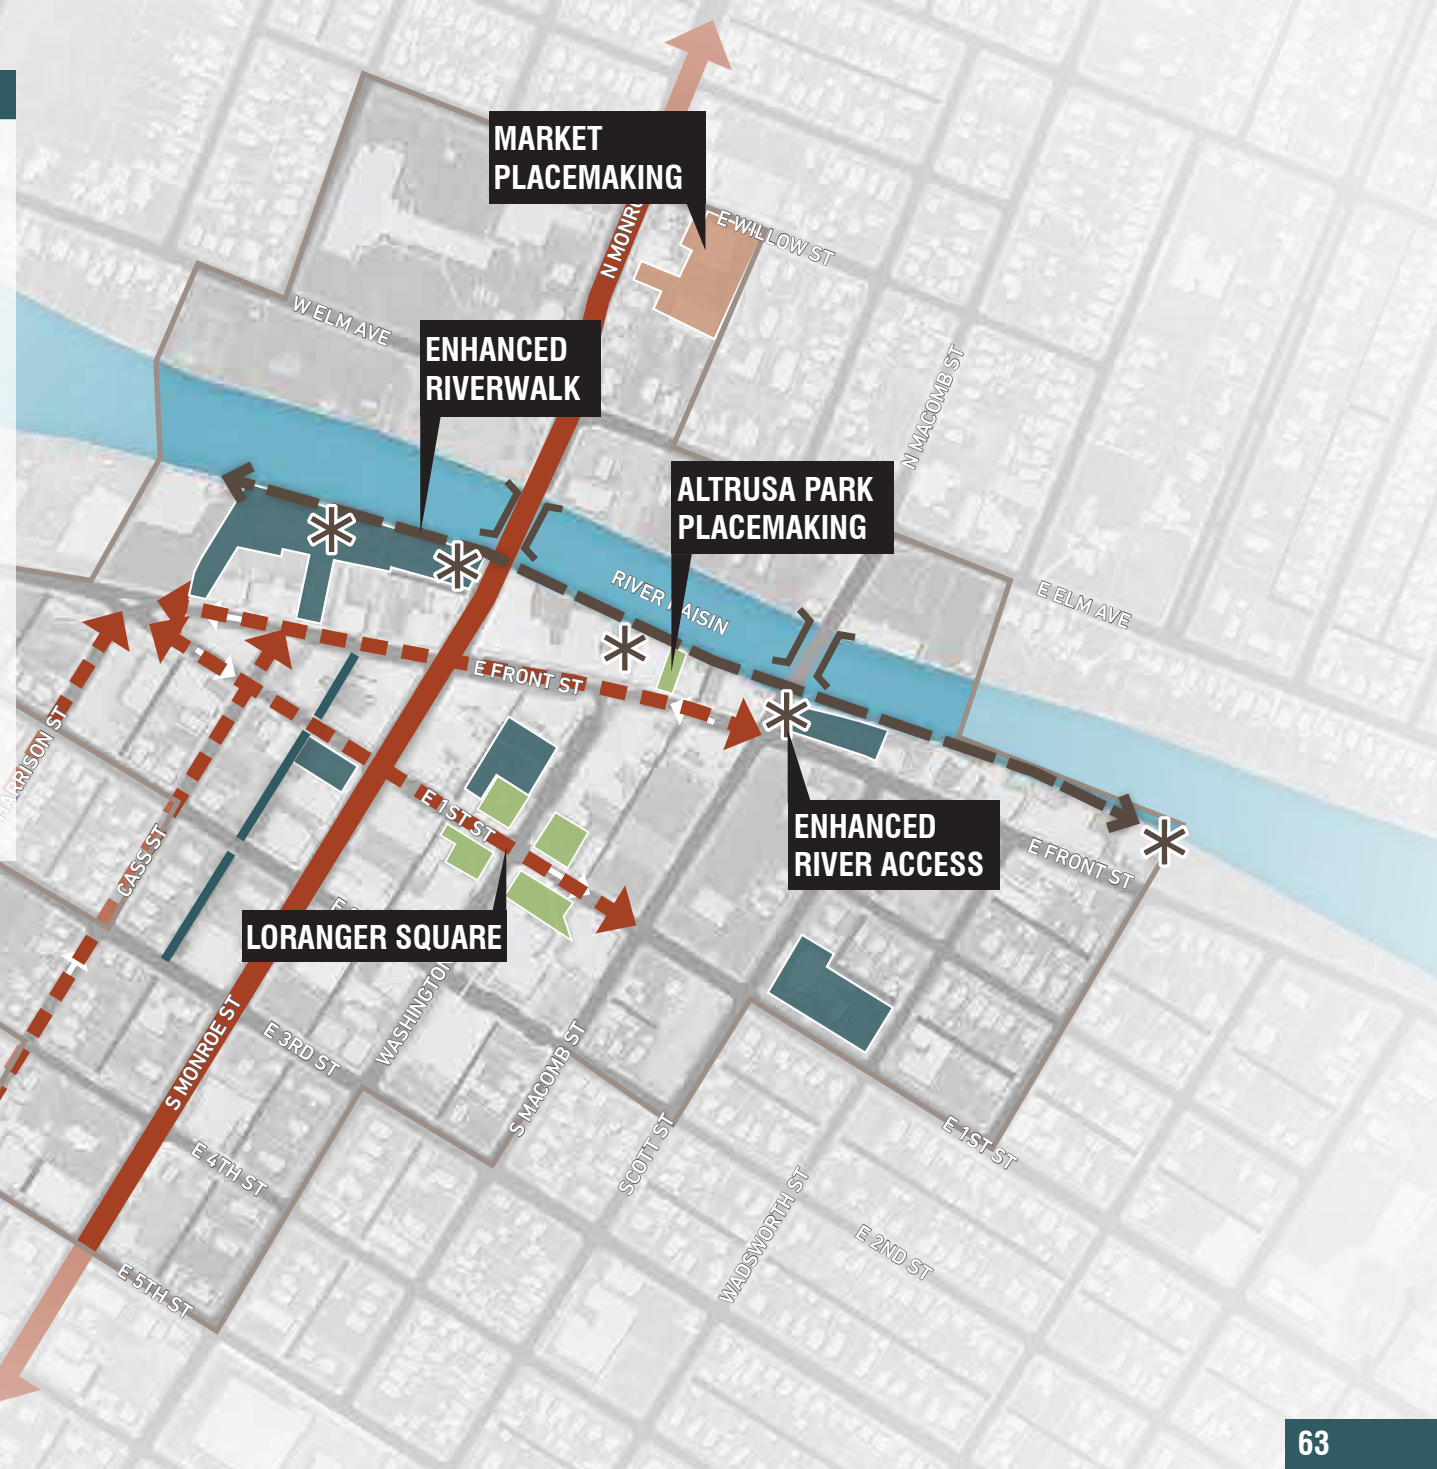 MARKET
PLACEMAKING
E WILLOW ST
N MONRO
W ELM AVE
ENHANCED
RIVERWALK
N MACOMB ST
ALTRUSA PARK
PLACEMAKING
RIVER RAISIN
E ELM AVE
E FRONT ST
HARRISON ST
E 1ST ST
CASS ST
ENHANCED
RIVER ACCESS
E FRONT ST
LORANGER SQUARE
WASHINGTON
S MONROE ST
E 3RD ST
S MACOMB ST
E 4TH ST
SCOTT ST
E 1ST ST
WADSWORTH ST
E 2ND ST
E 5TH ST
63